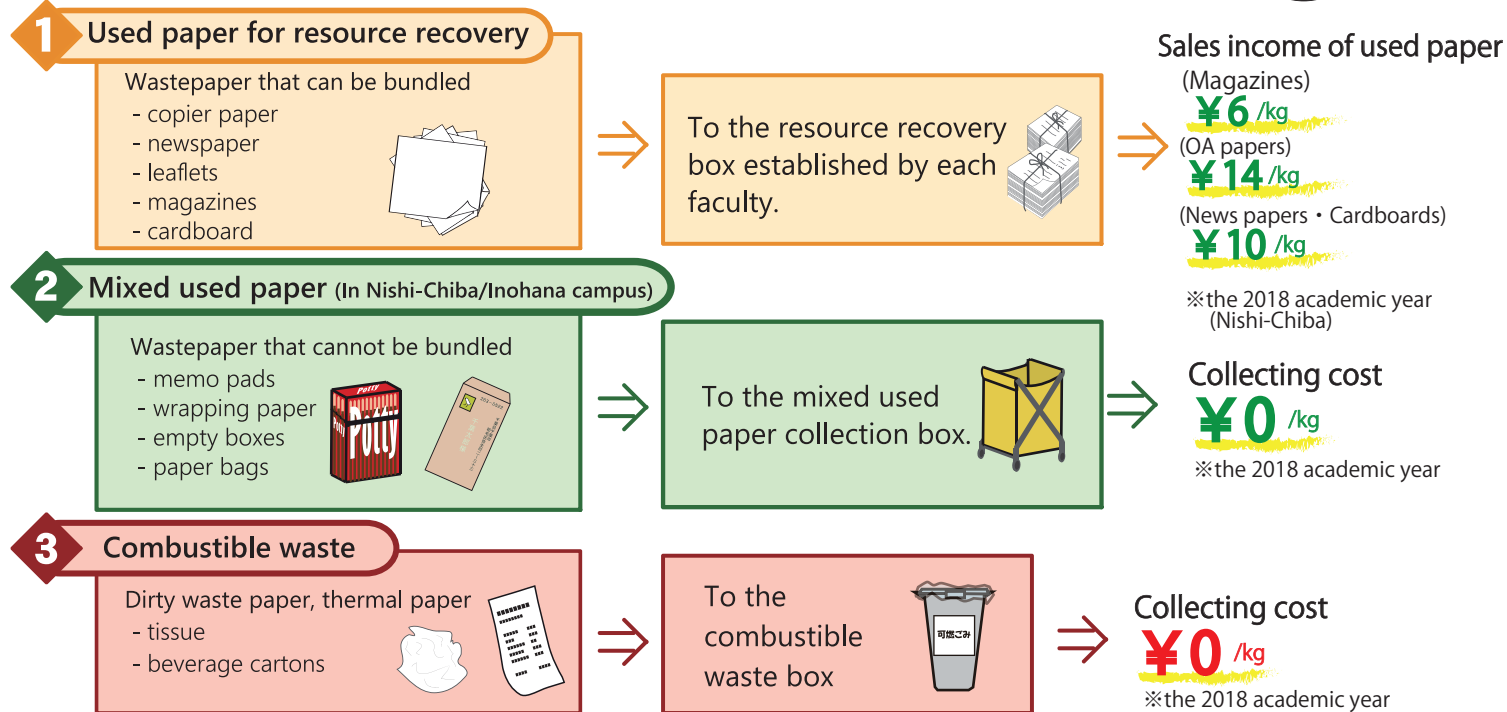 1 Used paper for resource recovery
Wastepaper that can be bundled
- copier paper
- newspaper
- leaflets
- magazines
- cardboard
To the resource recovery
box established by each
faculty.
Sales income of used paper
(Magazines)
¥6 /kg
(OA papers)
¥14 /kg
(News papers・Cardboards)
¥10 /kg
※the 2018 academic year
(Nishi-Chiba)
2 Mixed used paper (In Nishi-Chiba/Inohana campus)
Wastepaper that cannot be bundled
- memo pads
- wrapping paper
- empty boxes
- paper bags
Potty
Potty
Potty
To the mixed used
paper collection box.
Collecting cost
¥0 /kg
※the 2018 academic year
3 Combustible waste
Dirty waste paper, thermal paper
- tissue
- beverage cartons
To the
combustible
waste box
可燃ごみ
Collecting cost
¥0 /kg
※the 2018 academic year